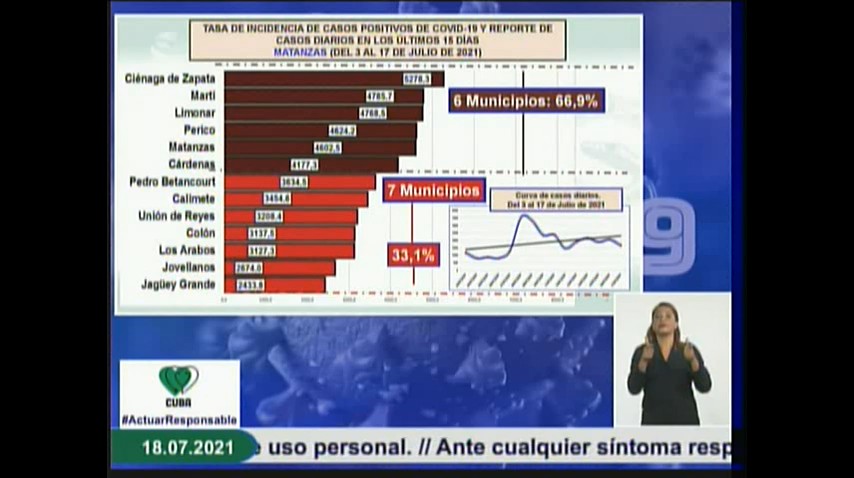 TASA DE INCIDENCIA DE CASOS POSITIVOS DE COVID-19 Y REPORTE DE
CASOS DIARIOS EN LOS ÚLTIMOS 15 DÍAS
MATANZAS (DEL 3 AL 17 DE JULIO DE 2021)
Ciénaga de Zapata 5278,3
Martí 4785,7
Limonar 4768,5
Perico 4624,2
Matanzas 4602,5
Cárdenas 4177,3
6 Municipios: 66,9%
Pedro Betancourt 3634,5
Calimete 3454,6
Unión de Reyes 3208,4
Colón 3137,5
Los Arabos 3127,3
Jovellanos 2674,0
Jagüey Grande 2433,8
7 Municipios
33,1%
Curva de casos diarios.
Del 3 al 17 de Julio de 2021
9
CUBA
#ActuarResponsable
18.07.2021
e uso personal. // Ante cualquier síntoma resp